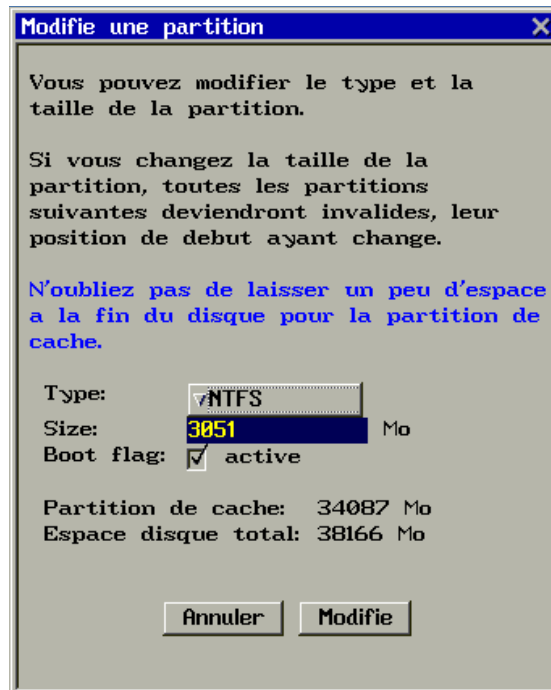 Modifie une partition
Vous pouvez modifier le type et la
taille de la partition.
Si vous changez la taille de la
partition, toutes les partitions
suivantes deviendront invalides, leur
position de debut ayant change.
N'oubliez pas de laisser un peu d'espace
a la fin du disque pour la partition de
cache.
Type: NTFS
Size: 3051 Mo
Boot flag: active
Partition de cache: 34087 Mo
Espace disque total: 38166 Mo
Annuler Modifie